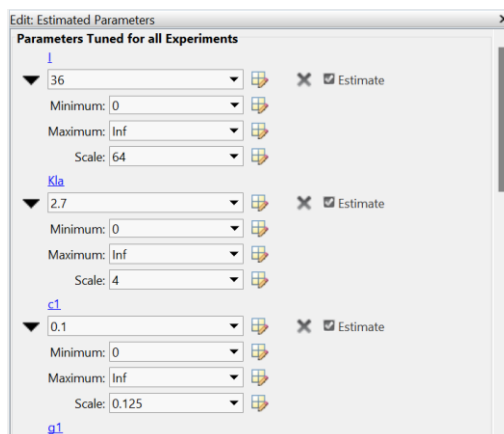 Edit: Estimated Parameters
Parameters Tuned for all Experiments
I
36 Estimate
Minimum: 0
Maximum: Inf
Scale: 64
Kla
2.7 Estimate
Minimum: 0
Maximum: Inf
Scale: 4
c1
0.1 Estimate
Minimum: 0
Maximum: Inf
Scale: 0.125
g1